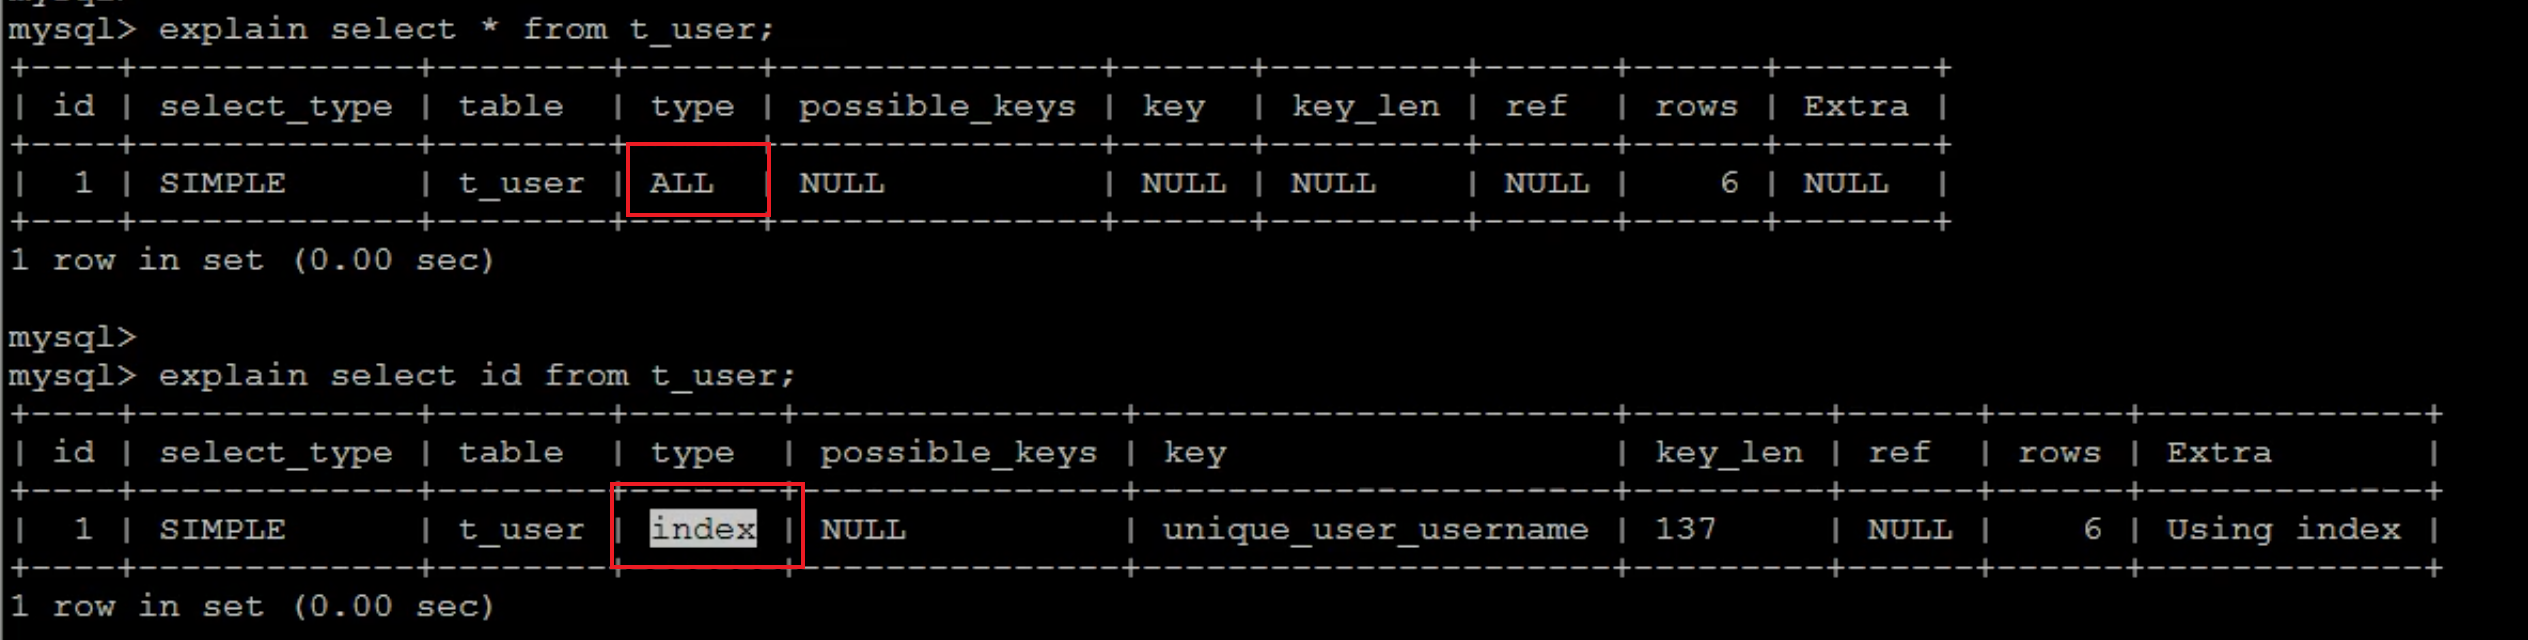 mysql> explain select * from t_user;
+----+-------------+--------+------+---------------+------+---------+------+------+-------+
| id | select_type | table  | type | possible_keys | key  | key_len | ref  | rows | Extra |
+----+-------------+--------+------+---------------+------+---------+------+------+-------+
|  1 | SIMPLE      | t_user | ALL  | NULL          | NULL | NULL    | NULL |    6 | NULL  |
+----+-------------+--------+------+---------------+------+---------+------+------+-------+
1 row in set (0.00 sec)
mysql>
mysql> explain select id from t_user;
+----+-------------+--------+-------+---------------+----------------------+---------+------+------+-------------+
| id | select_type | table  | type  | possible_keys | key                  | key_len | ref  | rows | Extra       |
+----+-------------+--------+-------+---------------+----------------------+---------+------+------+-------------+
|  1 | SIMPLE      | t_user | index | NULL          | unique_user_username | 137     | NULL |    6 | Using index |
+----+-------------+--------+-------+---------------+----------------------+---------+------+------+-------------+
1 row in set (0.00 sec)